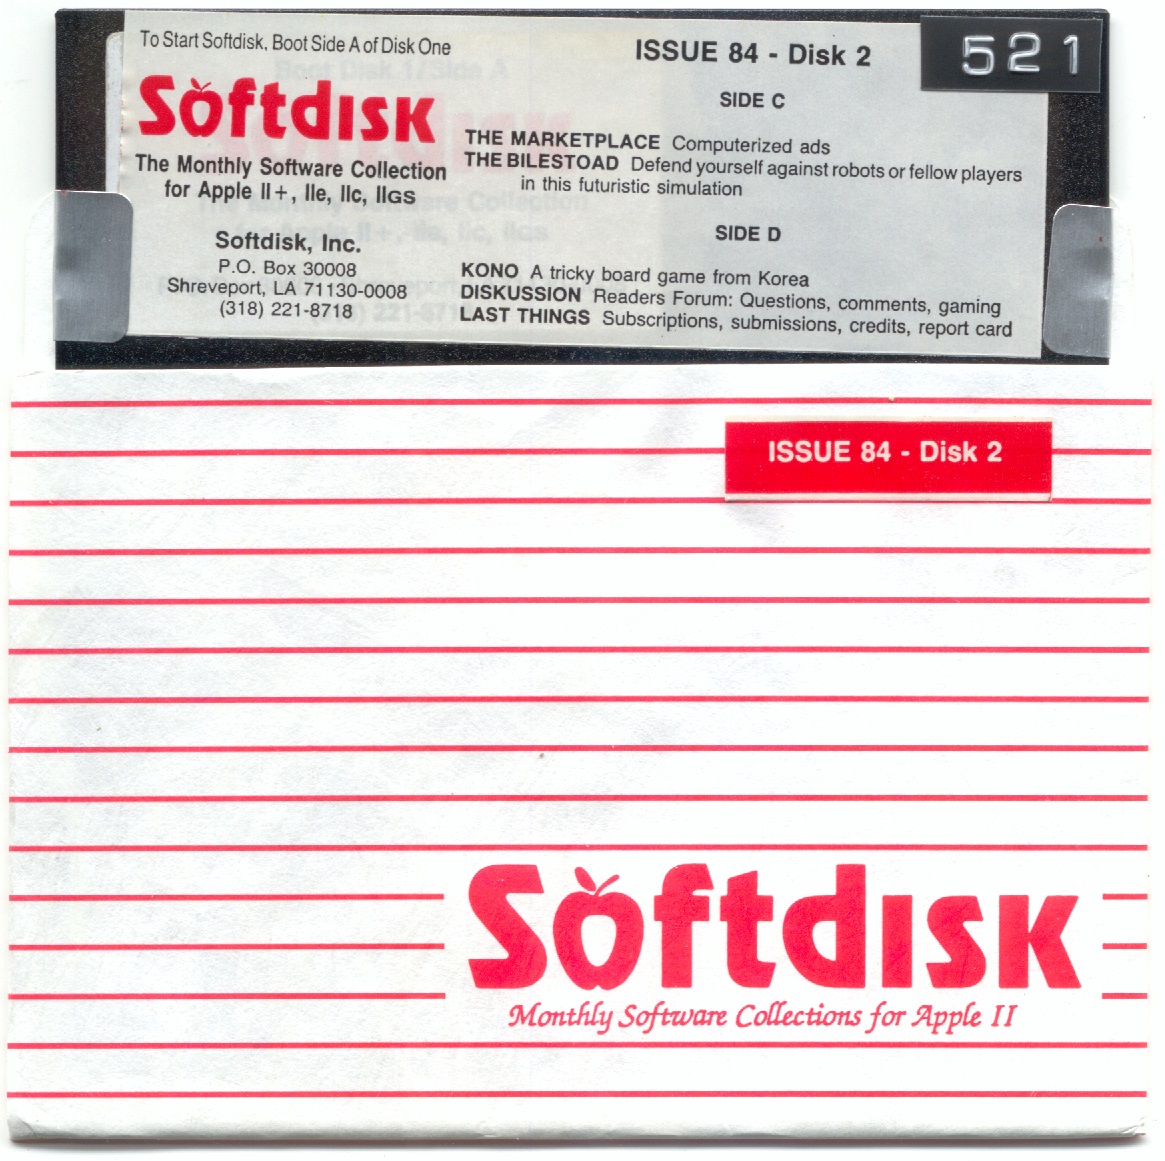 To Start Softdisk, Boot Side A of Disk One
Softdisk
The Monthly Software Collection
for Apple II+, IIe, IIc, IIGS
Softdisk, Inc.
P.O. Box 30008
Shreveport, LA 71130-0008
(318) 221-8718
ISSUE 84 - Disk 2
521
SIDE C
THE MARKETPLACE Computerized ads
THE BILESTOAD Defend yourself against robots or fellow players
in this futuristic simulation
SIDE D
KONO A tricky board game from Korea
DISKUSSION Readers Forum: Questions, comments, gaming
LAST THINGS Subscriptions, submissions, credits, report card
ISSUE 84 - Disk 2
Softdisk
Monthly Software Collections for Apple II